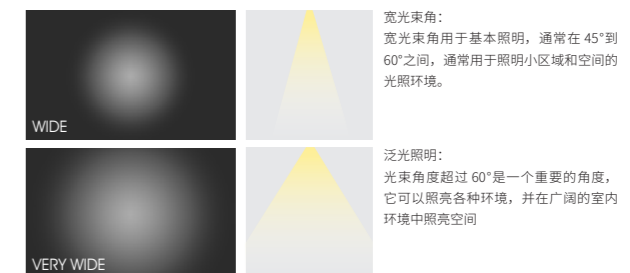 宽光束角：
宽光束角用于基本照明，通常在 45°到
60°之间，通常用于照明小区域和空间的
光照环境。
WIDE
泛光照明：
光束角度超过 60°是一个重要的角度，
它可以照亮各种环境，并在广阔的室内
环境中照亮空间
VERY WIDE